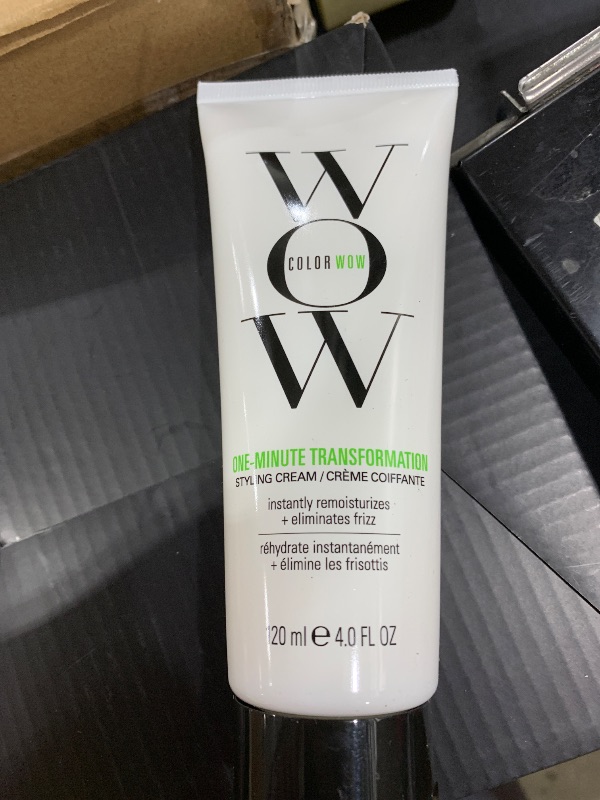 W
O
COLOR WOW
W
ONE-MINUTE TRANSFORMATION
STYLING CREAM / CRÈME COIFFANTE
instantly remoisturizes
+ eliminates frizz
réhydrate instantanément
+ élimine les frisottis
120 ml e 4.0 FL OZ